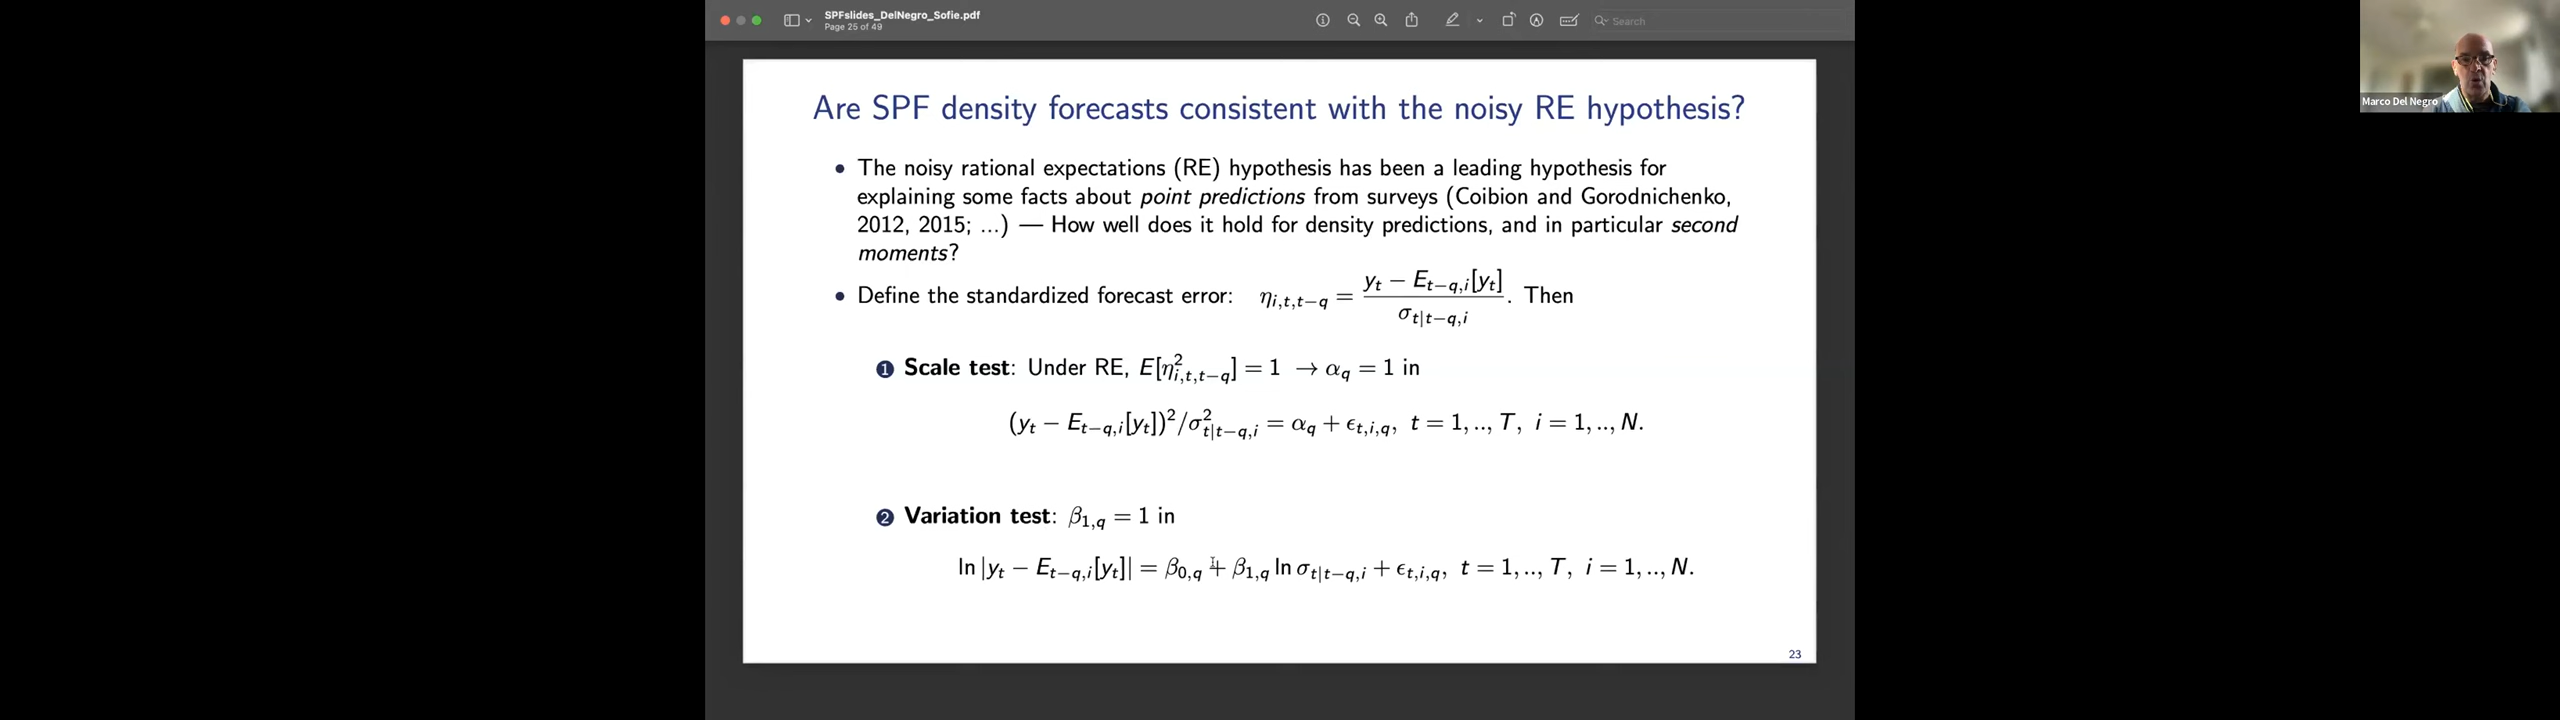 SPFslides_DelNegro_Sofie.pdf
Page 25 of 49
Search
Marco Del Negro
Are SPF density forecasts consistent with the noisy RE hypothesis?
• The noisy rational expectations (RE) hypothesis has been a leading hypothesis for
explaining some facts about point predictions from surveys (Coibion and Gorodnichenko,
2012, 2015; ...) — How well does it hold for density predictions, and in particular second
moments?
• Define the standardized forecast error: η_{i,t,t−q} = (y_t − E_{t−q,i}[y_t]) / σ_{t|t−q,i}. Then
1 Scale test: Under RE, E[η²_{i,t,t−q}] = 1 → α_q = 1 in
(y_t − E_{t−q,i}[y_t])²/σ²_{t|t−q,i} = α_q + ϵ_{t,i,q}, t = 1, .., T, i = 1, .., N.
2 Variation test: β_{1,q} = 1 in
ln |y_t − E_{t−q,i}[y_t]| = β_{0,q} + β_{1,q} ln σ_{t|t−q,i} + ϵ_{t,i,q}, t = 1, .., T, i = 1, .., N.
23